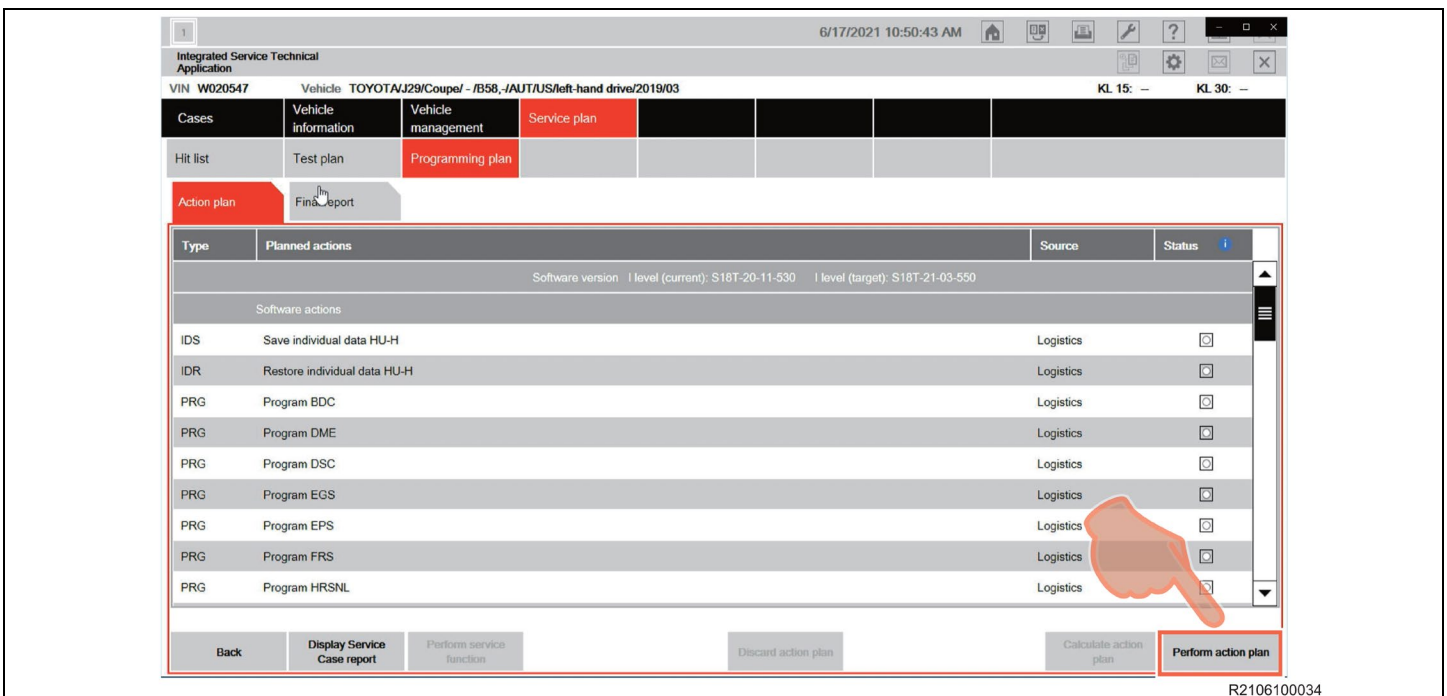 1
6/17/2021 10:50:43 AM
?
Integrated Service Technical
Application
VIN W020547 Vehicle TOYOTA/J29/Coupe/ - /B58,-/AUT/US/left-hand drive/2019/03 KL 15: -- KL 30: --
Cases Vehicle information Vehicle management Service plan
Hit list Test plan Programming plan
Action plan Final report
Type Planned actions Source Status i
Software version I level (current): S18T-20-11-530 I level (target): S18T-21-03-550
Software actions
IDS Save individual data HU-H Logistics
IDR Restore individual data HU-H Logistics
PRG Program BDC Logistics
PRG Program DME Logistics
PRG Program DSC Logistics
PRG Program EGS Logistics
PRG Program EPS Logistics
PRG Program FRS Logistics
PRG Program HRSNL Logistics
Back Display Service Case report Perform service function Discard action plan Calculate action plan Perform action plan
R2106100034